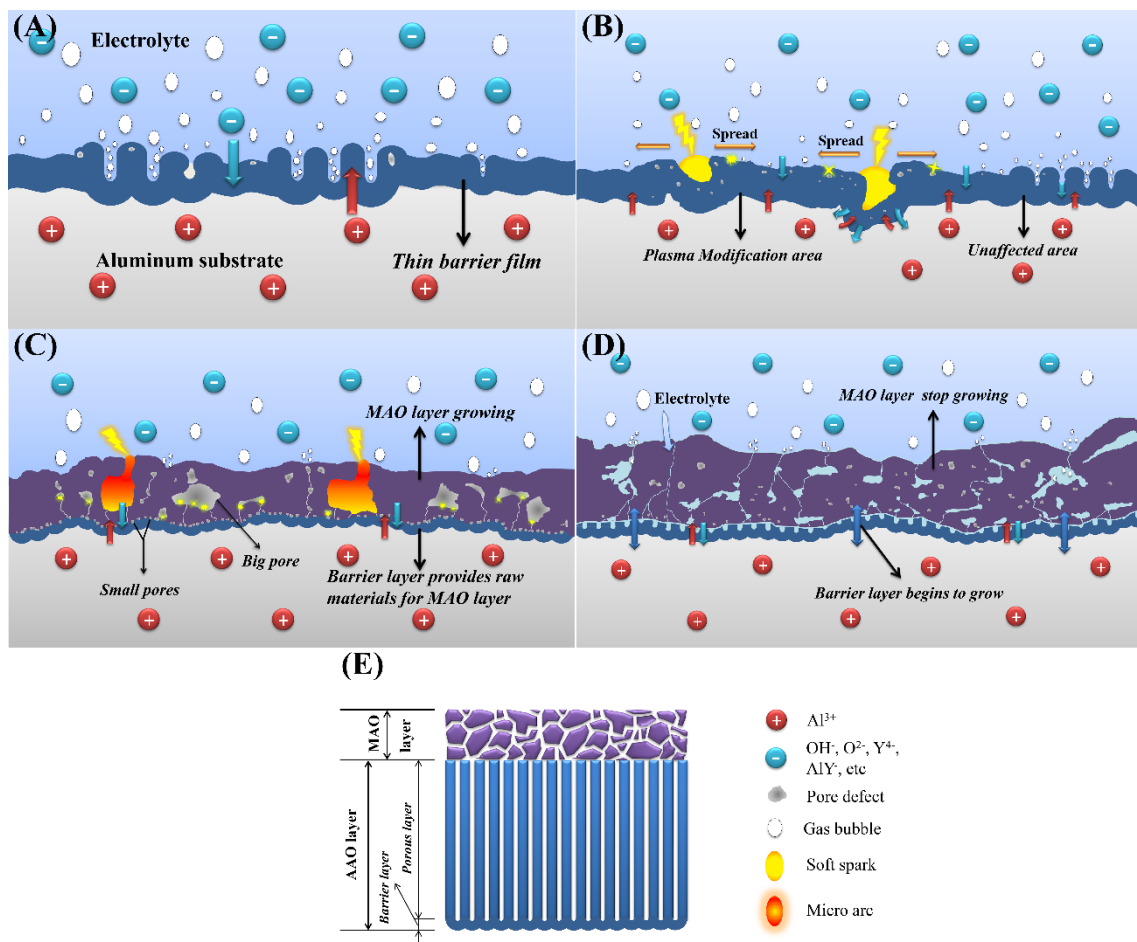 (A)
Electrolyte
Aluminum substrate
Thin barrier film
(B)
Spread
Spread
Plasma Modification area
Unaffected area
(C)
MAO layer growing
Big pore
Small pores
Barrier layer provides raw
materials for MAO layer
(D)
Electrolyte
MAO layer stop growing
Barrier layer begins to grow
(E)
MAO
layer
AAO layer
Barrier layer
Porous layer
Al³⁺
OH⁻, O²⁻, Y⁴⁻,
AlY⁻, etc
Pore defect
Gas bubble
Soft spark
Micro arc